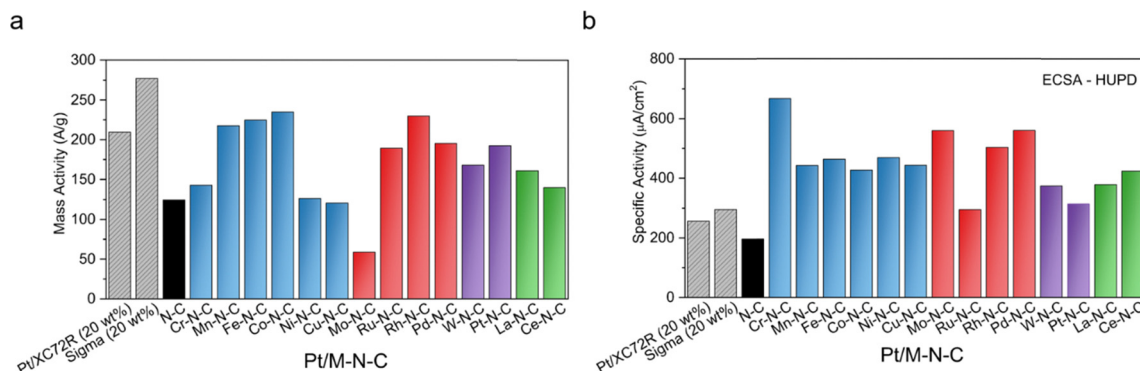 a
Mass Activity (A/g)
300
250
200
150
100
50
0
Pt/XC72R (20 wt%)
Sigma (20 wt%)
N-C
Cr-N-C
Mn-N-C
Fe-N-C
Co-N-C
Ni-N-C
Cu-N-C
Mo-N-C
Ru-N-C
Rh-N-C
Pd-N-C
W-N-C
Pt-N-C
La-N-C
Ce-N-C
Pt/M-N-C
b
Specific Activity (µA/cm²)
800
600
400
200
0
ECSA - HUPD
Pt/XC72R (20 wt%)
Sigma (20 wt%)
N-C
Cr-N-C
Mn-N-C
Fe-N-C
Co-N-C
Ni-N-C
Cu-N-C
Mo-N-C
Ru-N-C
Rh-N-C
Pd-N-C
W-N-C
Pt-N-C
La-N-C
Ce-N-C
Pt/M-N-C